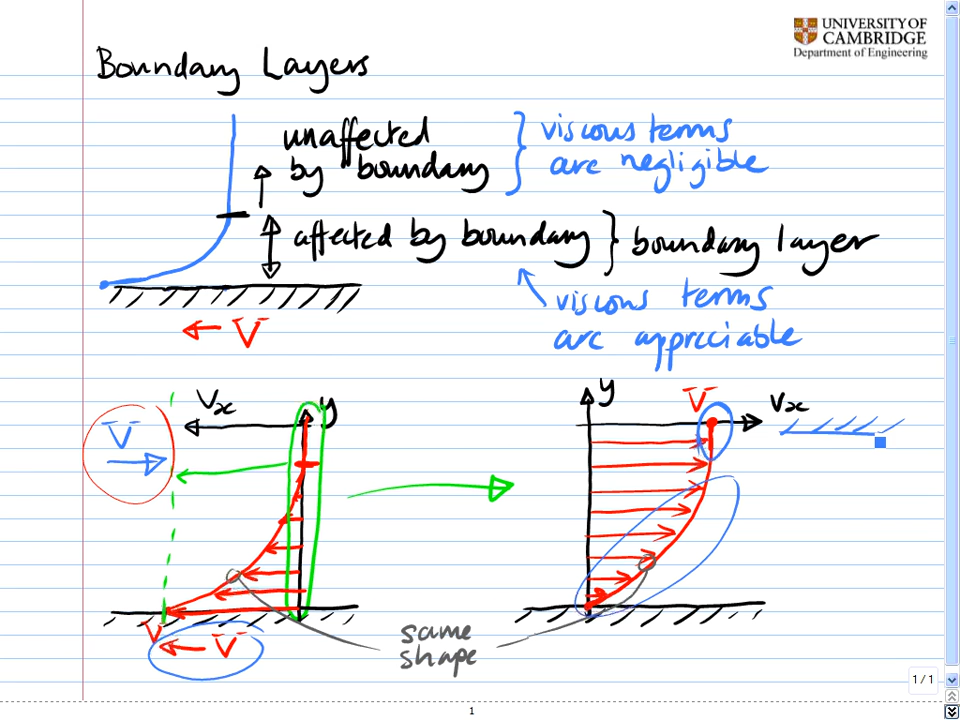 UNIVERSITY OF
CAMBRIDGE
Department of Engineering
Boundary Layers
unaffected
by boundary
viscous terms
are negligible
affected by boundary
boundary layer
viscous terms
are appreciable
V
Vx
y
V
V
V
same
shape
y
V
Vx
1 / 1
1